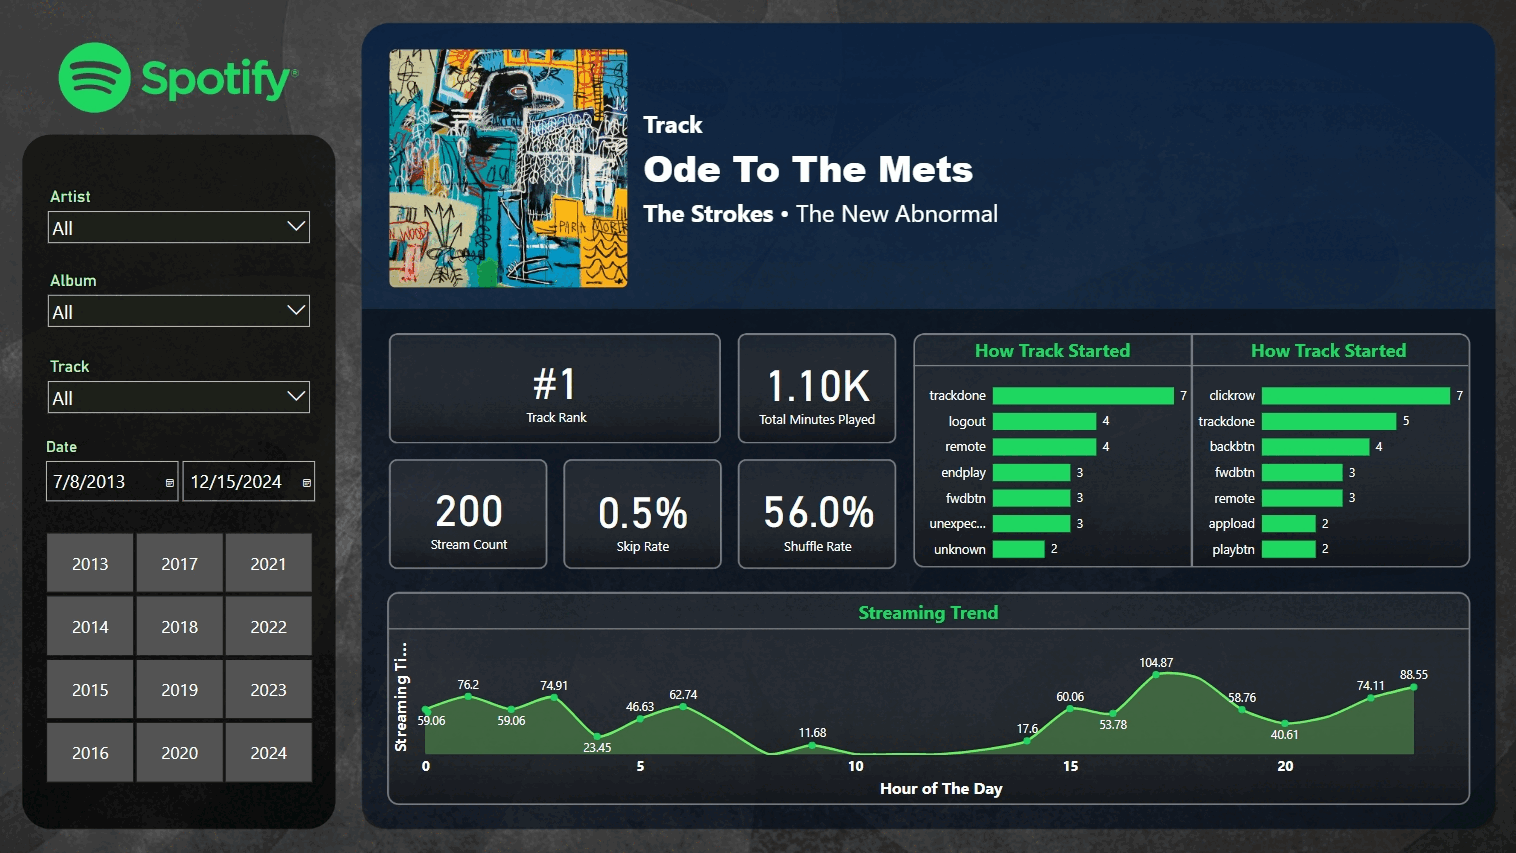 Spotify®
Artist
All
Album
All
Track
All
Date
7/8/2013
12/15/2024
2013
2017
2021
2014
2018
2022
2015
2019
2023
2016
2020
2024
PARA MORIR
WOOD
Track
Ode To The Mets
The Strokes • The New Abnormal
#1
Track Rank
1.10K
Total Minutes Played
200
Stream Count
0.5%
Skip Rate
56.0%
Shuffle Rate
How Track Started
trackdone 7
logout 4
remote 4
endplay 3
fwdbtn 3
unexpec... 3
unknown 2
How Track Started
clickrow 7
trackdone 5
backbtn 4
fwdbtn 3
remote 3
appload 2
playbtn 2
Streaming Trend
Streaming Ti...
59.06
76.2
59.06
74.91
23.45
46.63
62.74
11.68
17.6
60.06
53.78
104.87
58.76
40.61
74.11
88.55
0
5
10
15
20
Hour of The Day